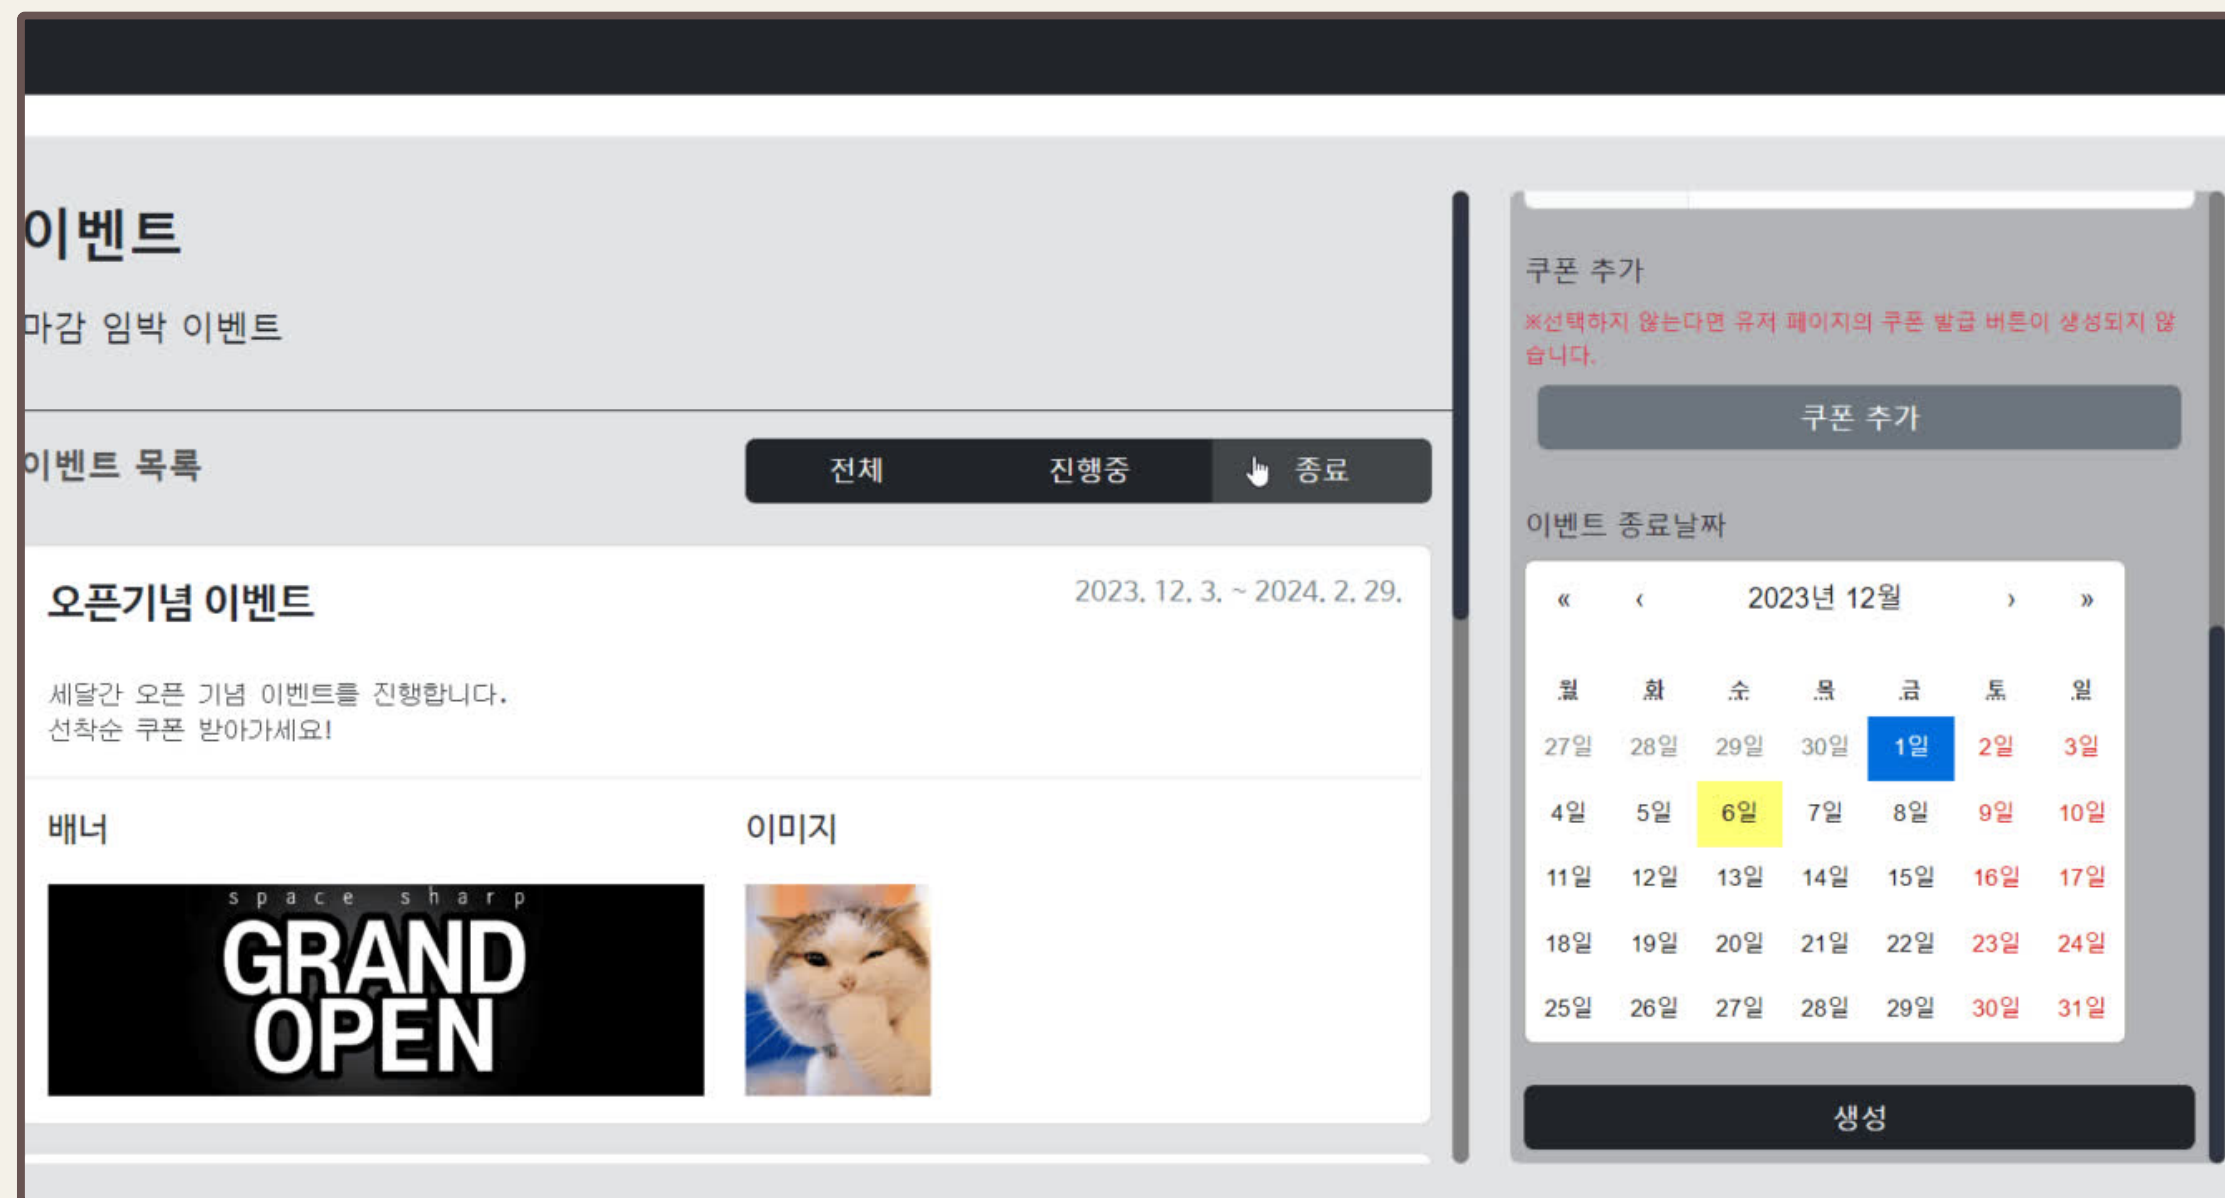 이벤트
마감 임박 이벤트
이벤트 목록
전체 진행중 종료
오픈기념 이벤트
2023. 12. 3. ~ 2024. 2. 29.
세달간 오픈 기념 이벤트를 진행합니다.
선착순 쿠폰 받아가세요!
배너
이미지
space sharp
GRAND
OPEN
쿠폰 추가
※선택하지 않는다면 유저 페이지의 쿠폰 발급 버튼이 생성되지 않
습니다.
쿠폰 추가
이벤트 종료날짜
« ‹ 2023년 12월 › »
월 화 수 목 금 토 일
27일 28일 29일 30일 1일 2일 3일
4일 5일 6일 7일 8일 9일 10일
11일 12일 13일 14일 15일 16일 17일
18일 19일 20일 21일 22일 23일 24일
25일 26일 27일 28일 29일 30일 31일
생성